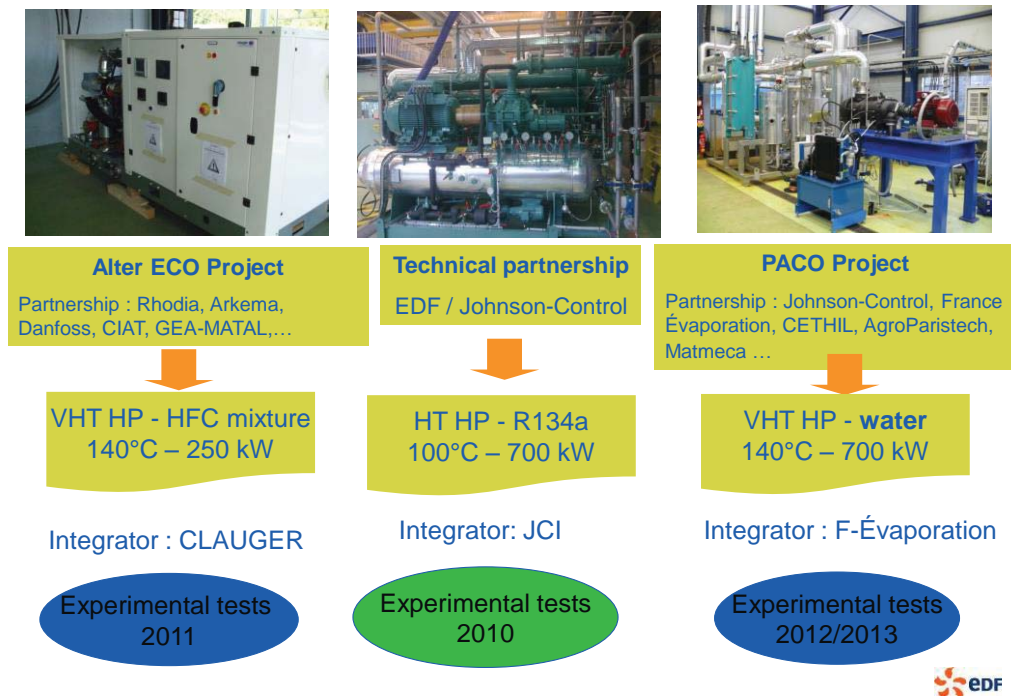 Alter ECO Project
Partnership : Rhodia, Arkema,
Danfoss, CIAT, GEA-MATAL,…
VHT HP - HFC mixture
140°C – 250 kW
Integrator : CLAUGER
Experimental tests
2011
Technical partnership
EDF / Johnson-Control
HT HP - R134a
100°C – 700 kW
Integrator: JCI
Experimental tests
2010
PACO Project
Partnership : Johnson-Control, France
Évaporation, CETHIL, AgroParistech,
Matmeca …
VHT HP - water
140°C – 700 kW
Integrator : F-Évaporation
Experimental tests
2012/2013
eDF